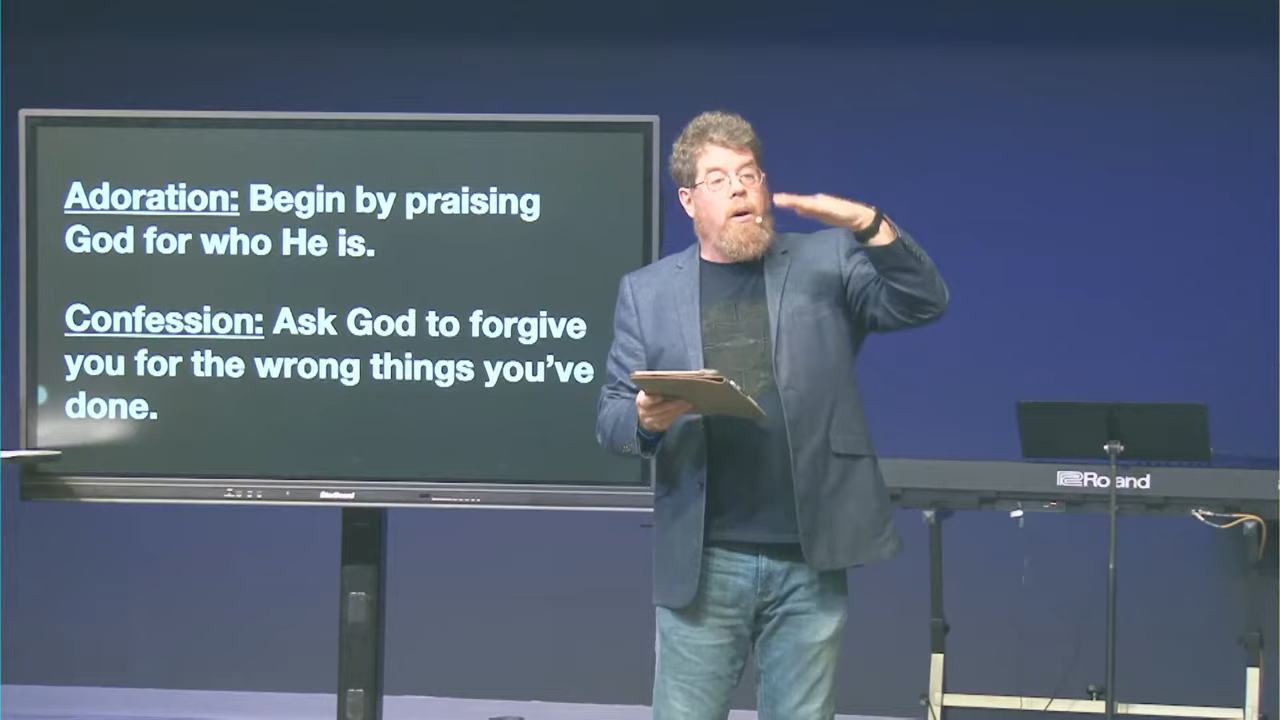 Adoration: Begin by praising
God for who He is.
Confession: Ask God to forgive
you for the wrong things you’ve
done.
Roland